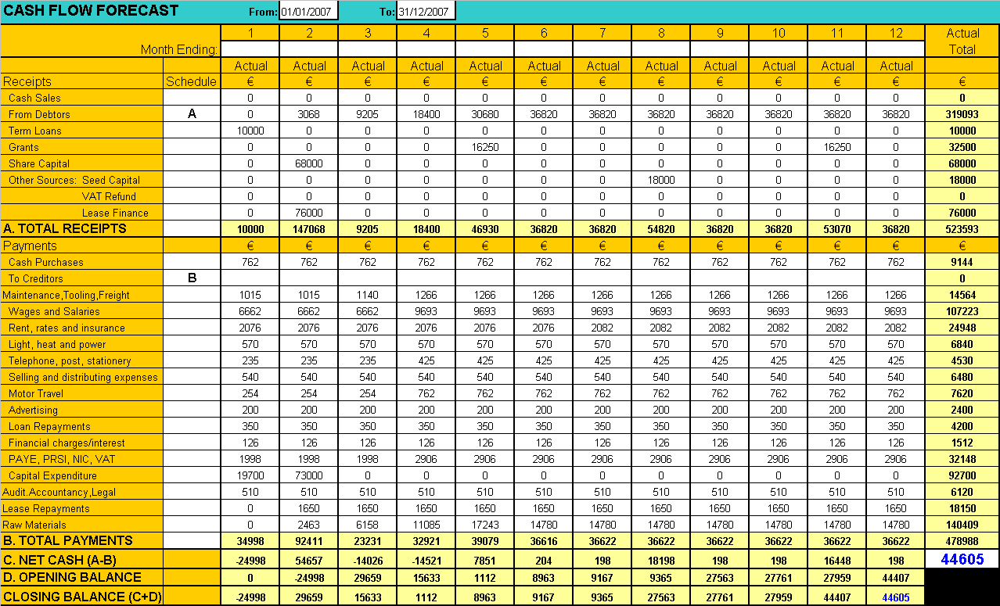 CASH FLOW FORECAST From: 01/01/2007 To: 31/12/2007
1 2 3 4 5 6 7 8 9 10 11 12 Actual
Month Ending: Total
Actual Actual Actual Actual Actual Actual Actual Actual Actual Actual Actual Actual
Receipts Schedule € € € € € € € € € € € € €
Cash Sales 0 0 0 0 0 0 0 0 0 0 0 0 0
From Debtors A 0 3068 9205 18400 30680 36820 36820 36820 36820 36820 36820 36820 319093
Term Loans 10000 0 0 0 0 0 0 0 0 0 0 0 10000
Grants 0 0 0 0 16250 0 0 0 0 0 16250 0 32500
Share Capital 0 68000 0 0 0 0 0 0 0 0 0 0 68000
Other Sources: Seed Capital 0 0 0 0 0 0 0 18000 0 0 0 0 18000
VAT Refund 0 0 0 0 0 0 0 0 0 0 0 0 0
Lease Finance 0 76000 0 0 0 0 0 0 0 0 0 0 76000
A. TOTAL RECEIPTS 10000 147068 9205 18400 46930 36820 36820 54820 36820 36820 53070 36820 523593
Payments € € € € € € € € € € € € €
Cash Purchases 762 762 762 762 762 762 762 762 762 762 762 762 9144
To Creditors B 0
Maintenance,Tooling,Freight 1015 1015 1140 1266 1266 1266 1266 1266 1266 1266 1266 1266 14564
Wages and Salaries 6662 6662 6662 9693 9693 9693 9693 9693 9693 9693 9693 9693 107223
Rent, rates and insurance 2076 2076 2076 2076 2076 2082 2082 2082 2082 2082 2082 2082 24948
Light, heat and power 570 570 570 570 570 570 570 570 570 570 570 570 6840
Telephone, post, stationery 235 235 235 425 425 425 425 425 425 425 425 425 4530
Selling and distributing expenses 540 540 540 540 540 540 540 540 540 540 540 540 6480
Motor Travel 254 254 254 762 762 762 762 762 762 762 762 762 7620
Advertising 200 200 200 200 200 200 200 200 200 200 200 200 2400
Loan Repayments 350 350 350 350 350 350 350 350 350 350 350 350 4200
Financial charges/interest 126 126 126 126 126 126 126 126 126 126 126 126 1512
PAYE, PRSI, NIC, VAT 1998 1998 1998 2906 2906 2906 2906 2906 2906 2906 2906 2906 32148
Capital Expenditure 19700 73000 0 0 0 0 0 0 0 0 0 0 92700
Audit.Accountancy,Legal 510 510 510 510 510 510 510 510 510 510 510 510 6120
Lease Repayments 0 1650 1650 1650 1650 1650 1650 1650 1650 1650 1650 1650 18150
Raw Materials 0 2463 6158 11085 17243 14780 14780 14780 14780 14780 14780 14780 140409
B. TOTAL PAYMENTS 34998 92411 23231 32921 39079 36616 36622 36622 36622 36622 36622 36622 478988
C. NET CASH (A-B) -24998 54657 -14026 -14521 7851 204 198 18198 198 198 16448 198 44605
D. OPENING BALANCE 0 -24998 29659 15633 1112 8963 9167 9365 27563 27761 27959 44407
CLOSING BALANCE (C+D) -24998 29659 15633 1112 8963 9167 9365 27563 27761 27959 44407 44605